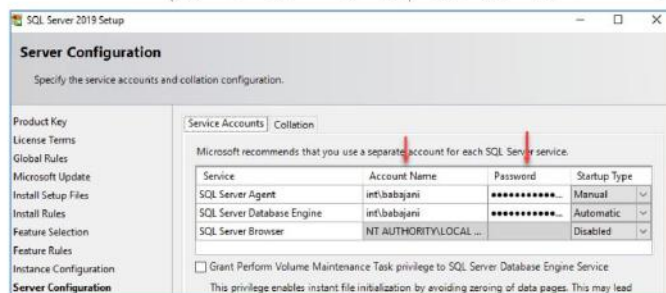 SQL Server 2019 Setup
Server Configuration
Specify the service accounts and collation configuration.
Product Key
License Terms
Global Rules
Microsoft Update
Install Setup Files
Install Rules
Feature Selection
Feature Rules
Instance Configuration
Server Configuration
Service Accounts Collation
Microsoft recommends that you use a separate account for each SQL Server service.
Service Account Name Password Startup Type
SQL Server Agent int\babajani ●●●●●●●●●●●... Manual
SQL Server Database Engine int\babajani ●●●●●●●●●●●... Automatic
SQL Server Browser NT AUTHORITY\LOCAL ... Disabled
Grant Perform Volume Maintenance Task privilege to SQL Server Database Engine Service
This privilege enables instant file initialization by avoiding zeroing of data pages. This may lead